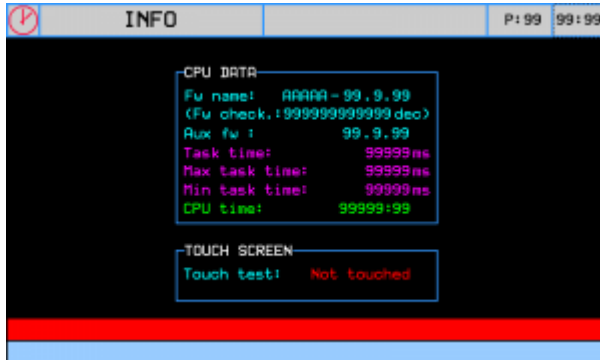 INFO P:99 99:99
CPU DATA
Fw name: AAAAA-99.9.99
(Fw check.:999999999999dec)
Aux fw : 99.9.99
Task time: 99999ms
Max task time: 99999ms
Min task time: 99999ms
CPU time: 99999:99
TOUCH SCREEN
Touch test: Not touched